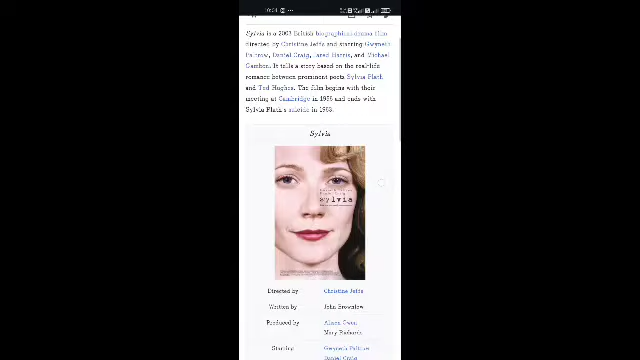 Sylvia is a 2003 British biographical drama film
directed by Christine Jeffs and starring Gwyneth
Paltrow, Daniel Craig, Jared Harris, and Michael
Gambon. It tells a story based on the real-life
romance between prominent poets Sylvia Plath
and Ted Hughes. The film begins with their
meeting at Cambridge in 1956 and ends with
Sylvia Plath's suicide in 1963.
Sylvia
sylvia
Directed by Christine Jeffs
Written by John Brownlow
Produced by Alison Owen
Mary Richards
Starring Gwyneth Paltrow
Daniel Craig